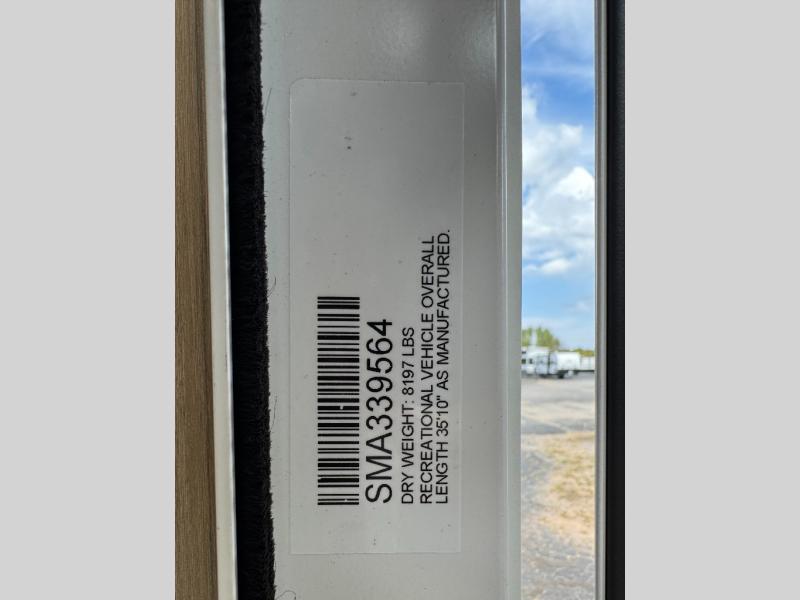 SMA339564
DRY WEIGHT: 8197 LBS
RECREATIONAL VEHICLE OVERALL
LENGTH 35'10" AS MANUFACTURED.